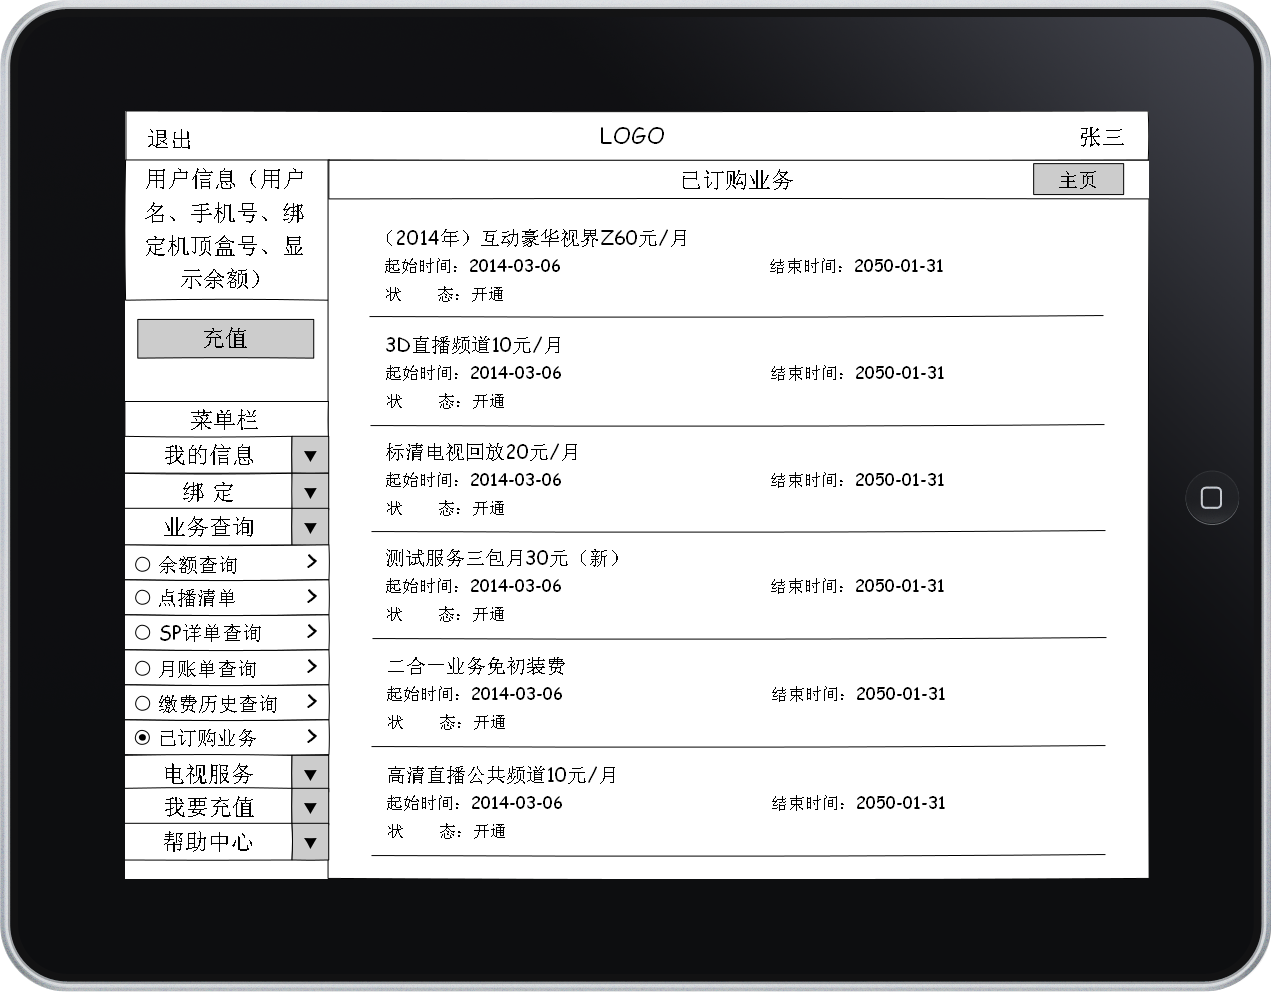 退出
LOGO
张三
用户信息（用户
名、手机号、绑
定机顶盒号、显
示余额）
充值
菜单栏
我的信息
绑 定
业务查询
余额查询
点播清单
SP详单查询
月账单查询
缴费历史查询
已订购业务
电视服务
我要充值
帮助中心
已订购业务
主页
（2014年）互动豪华视界Z60元/月
起始时间：2014-03-06 结束时间：2050-01-31
状 态：开通
3D直播频道10元/月
起始时间：2014-03-06 结束时间：2050-01-31
状 态：开通
标清电视回放20元/月
起始时间：2014-03-06 结束时间：2050-01-31
状 态：开通
测试服务三包月30元（新）
起始时间：2014-03-06 结束时间：2050-01-31
状 态：开通
二合一业务免初装费
起始时间：2014-03-06 结束时间：2050-01-31
状 态：开通
高清直播公共频道10元/月
起始时间：2014-03-06 结束时间：2050-01-31
状 态：开通